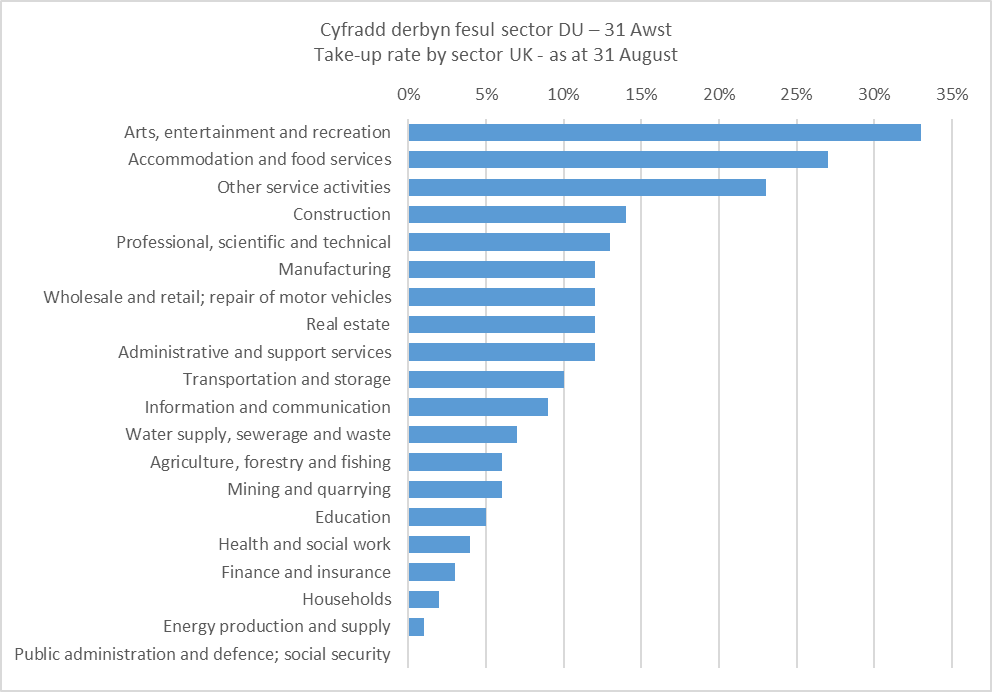 Cyfradd derbyn fesul sector DU – 31 Awst
Take-up rate by sector UK - as at 31 August
0% 5% 10% 15% 20% 25% 30% 35%
Arts, entertainment and recreation
Accommodation and food services
Other service activities
Construction
Professional, scientific and technical
Manufacturing
Wholesale and retail; repair of motor vehicles
Real estate
Administrative and support services
Transportation and storage
Information and communication
Water supply, sewerage and waste
Agriculture, forestry and fishing
Mining and quarrying
Education
Health and social work
Finance and insurance
Households
Energy production and supply
Public administration and defence; social security